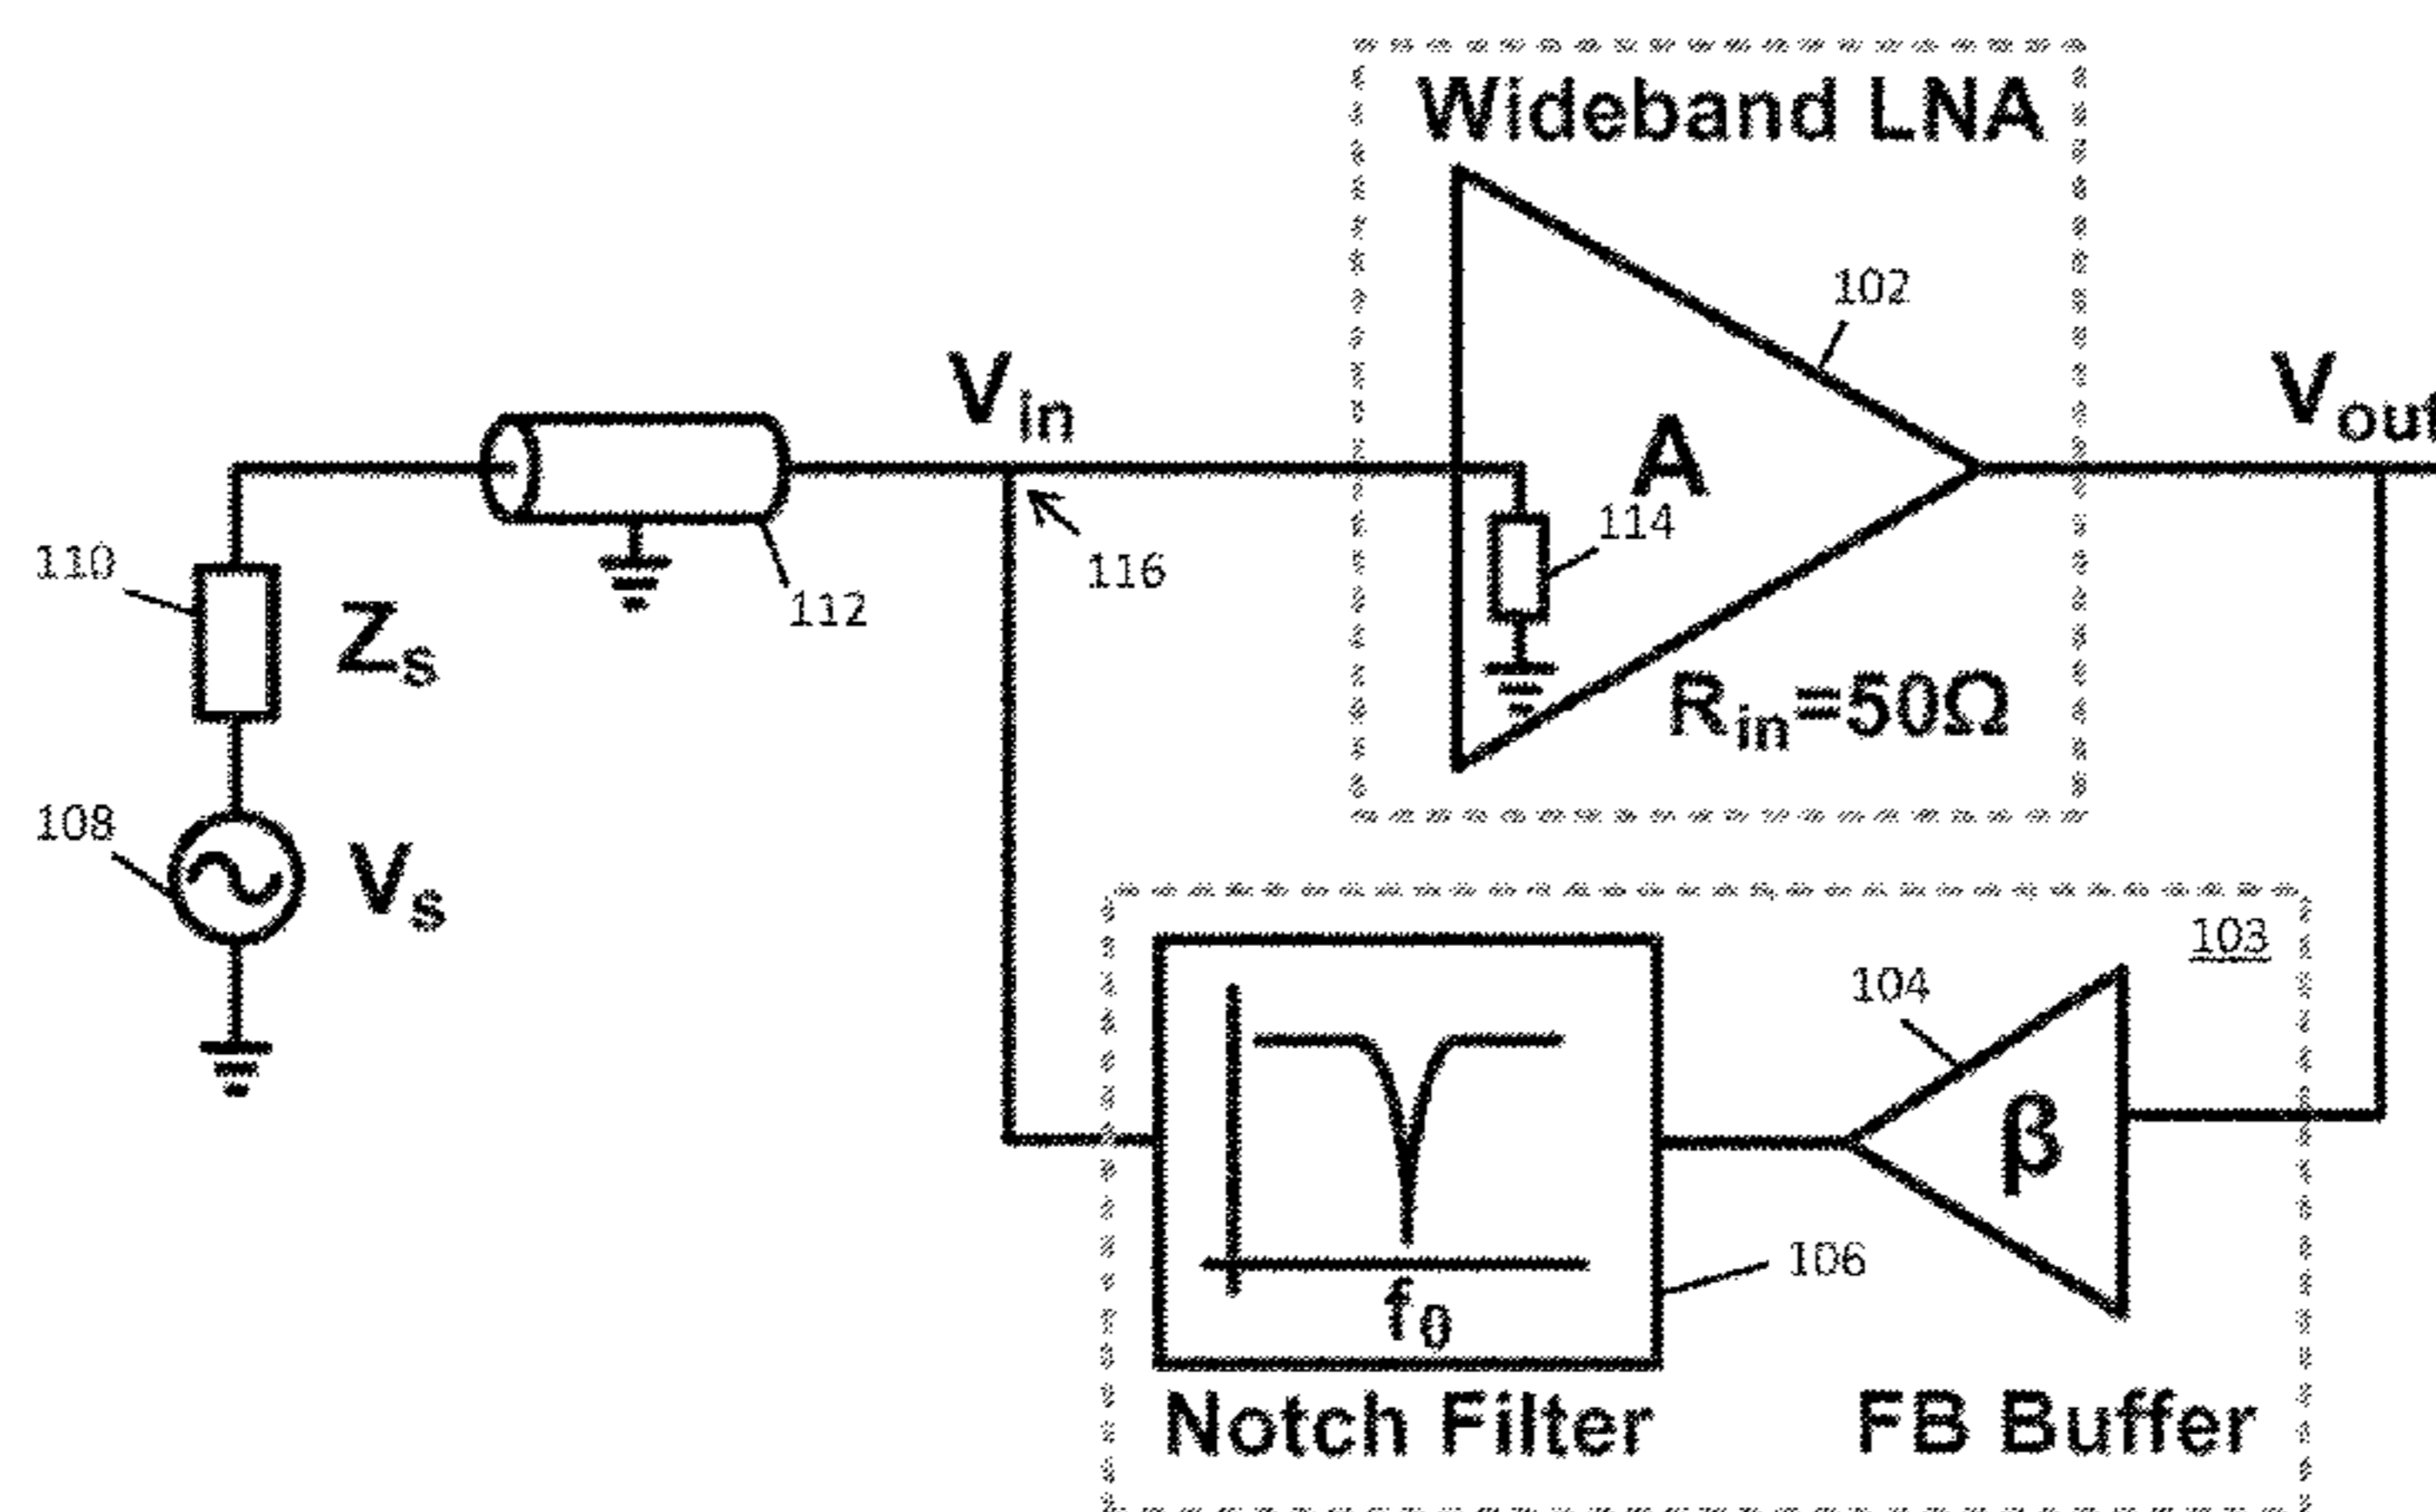 Wideband LNA
102
Vin
Vout
A
114
110
116
112
Zs
Rin=50Ω
108
Vs
103
104
β
106
f0
Notch Filter
FB Buffer